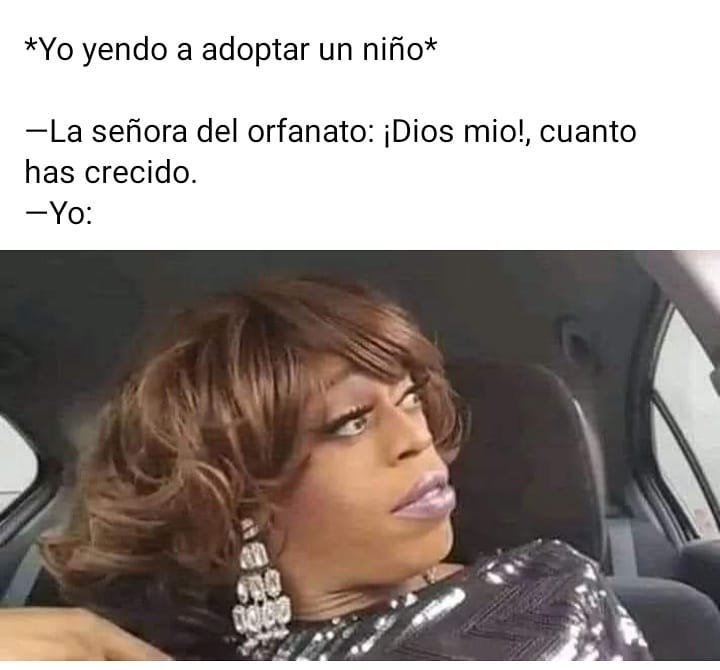 *Yo yendo a adoptar un niño*
—La señora del orfanato: ¡Dios mio!, cuanto
has crecido.
—Yo: